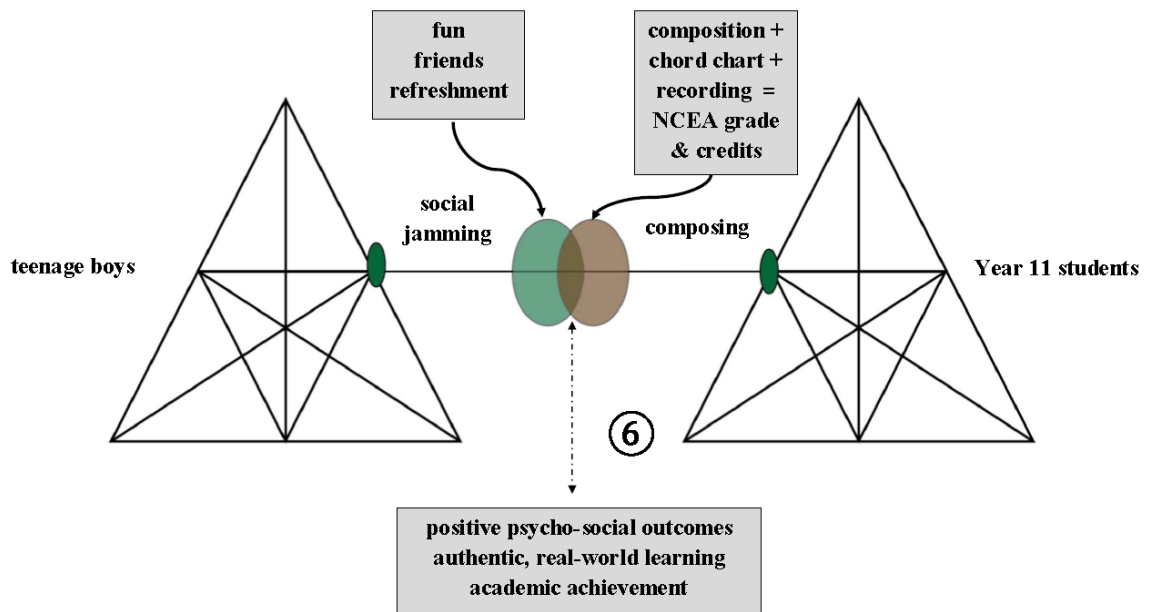 fun
friends
refreshment
composition +
chord chart +
recording =
NCEA grade
& credits
social
jamming
composing
teenage boys
Year 11 students
6
positive psycho-social outcomes
authentic, real-world learning
academic achievement